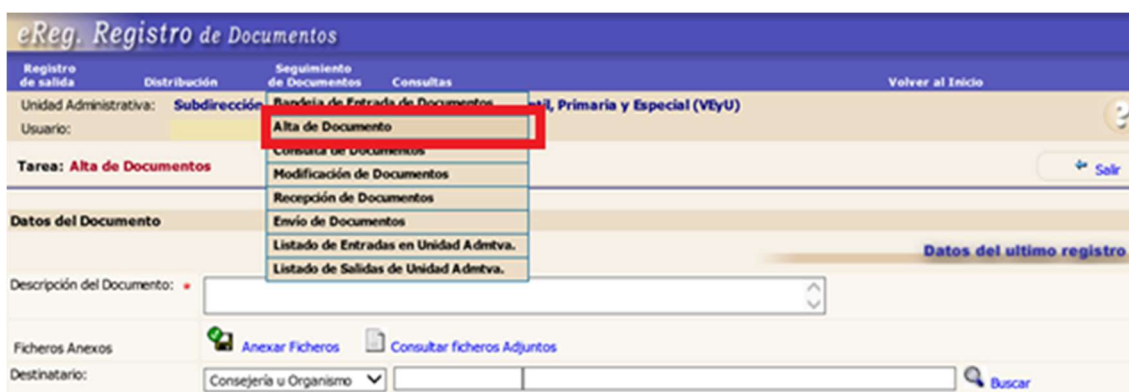 eReg. Registro de Documentos
Registro de salida Distribución Seguimiento de Documentos Consultas Volver al Inicio
Unidad Administrativa: Subdirección Bandeja de Entrada de Documentos Primaria y Especial (VEyU)
Usuario: Alta de Documento
Consulta de Documentos
Tarea: Alta de Documentos Modificación de Documentos Salir
Recepción de Documentos
Datos del Documento Envío de Documentos
Listado de Entradas en Unidad Admtva. Datos del ultimo registro
Listado de Salidas de Unidad Admtva.
Descripción del Documento:
Ficheros Anexos Anexar Ficheros Consultar ficheros Adjuntos
Destinatario: Consejería u Organismo Buscar